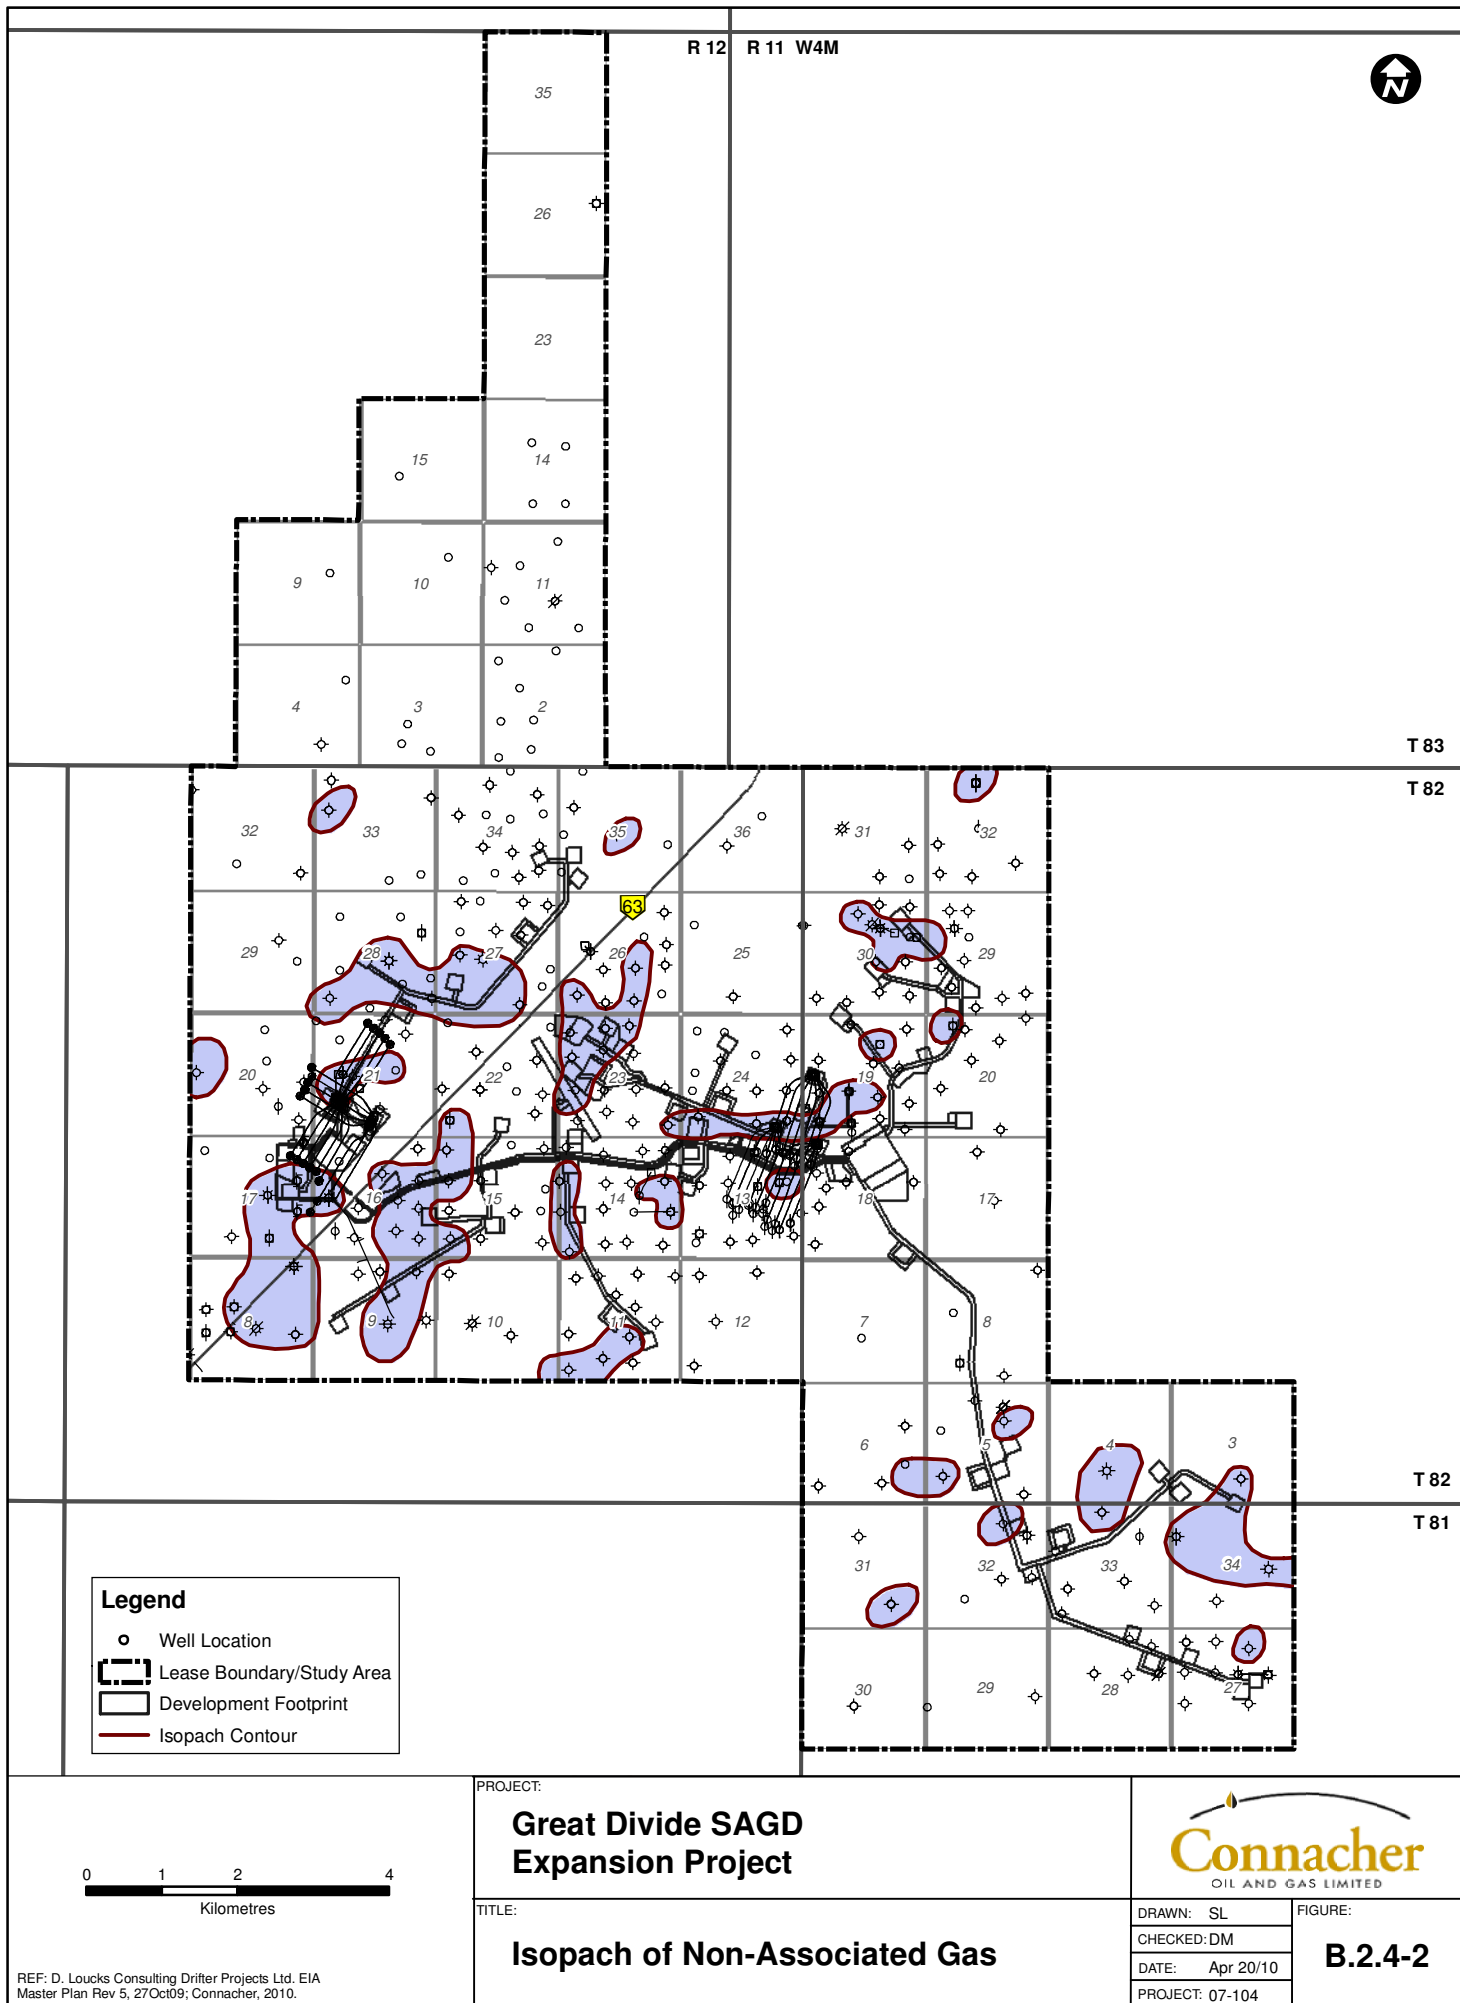 R 12 R 11 W4M
N
35
26
23
15 14
9 10 11
4 3 2
T 83
T 82
32 33 34 35 36 31 32
63
29 28 27 26 25 30 29
20 21 22 23 24 19 20
17 16 15 14 13 18 17
8 9 10 11 12 7 8
6 5 4 3
T 82
T 81
31 32 33 34
30 29 28 27
Legend
Well Location
Lease Boundary/Study Area
Development Footprint
Isopach Contour
0 1 2 4
Kilometres
REF: D. Loucks Consulting Drifter Projects Ltd. EIA
Master Plan Rev 5, 27Oct09; Connacher, 2010.
PROJECT:
Great Divide SAGD
Expansion Project
TITLE:
Isopach of Non-Associated Gas
Connacher
OIL AND GAS LIMITED
DRAWN: SL
CHECKED: DM
DATE: Apr 20/10
PROJECT: 07-104
FIGURE:
B.2.4-2